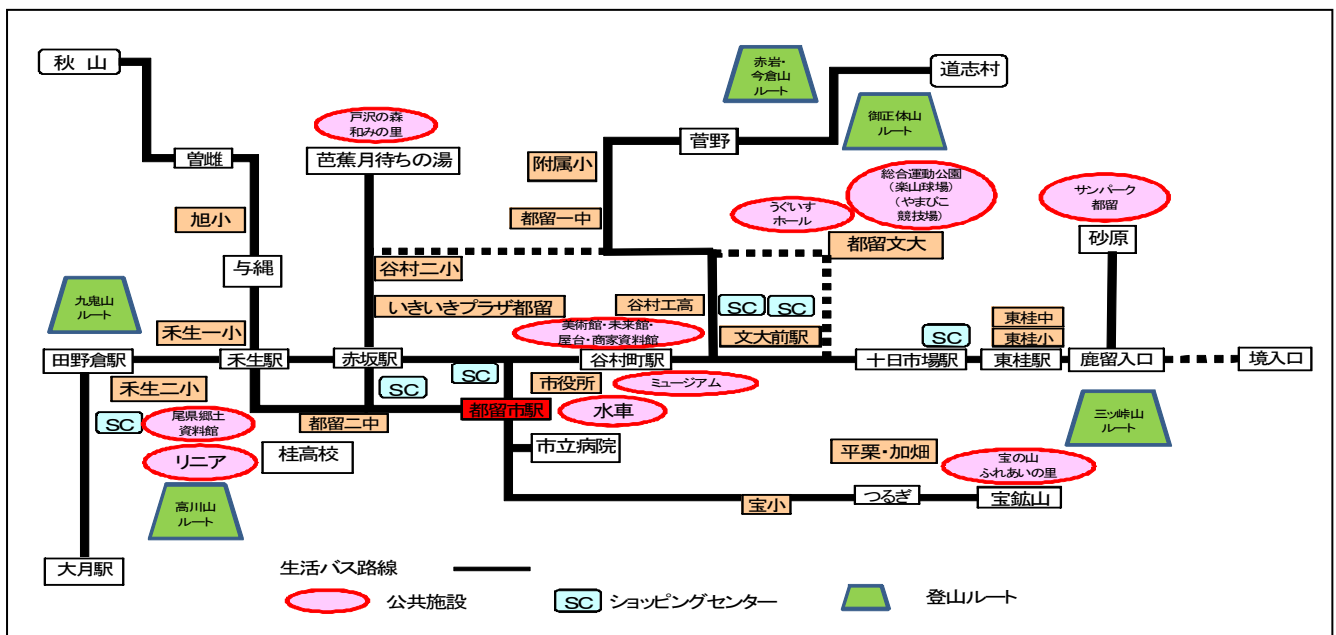 秋山
赤岩・
今倉山
ルート
道志村
戸沢の森
和みの里
御正体山
ルート
菅野
曽雌
芭蕉月待ちの湯
附属小
総合運動公園
（楽山球場）
（やまびこ
競技場）
サンパーク
都留
旭小
都留一中
うぐいす
ホール
都留文大
砂原
与縄
谷村二小
九鬼山
ルート
いきいきプラザ都留
谷村工高
SC
SC
禾生一小
美術館・未来館・
屋台・商家資料館
文大前駅
SC
東桂中
東桂小
田野倉駅
禾生駅
赤坂駅
谷村町駅
十日市場駅
東桂駅
鹿留入口
境入口
禾生二小
SC
SC
市役所
ミュージアム
SC
尾県郷土
資料館
都留二中
都留市駅
水車
三ッ峠山
ルート
リニア
桂高校
市立病院
平栗・加畑
宝の山
ふれあいの里
高川山
ルート
宝小
つるぎ
宝鉱山
大月駅
生活バス路線
公共施設
SC
ショッピングセンター
登山ルート